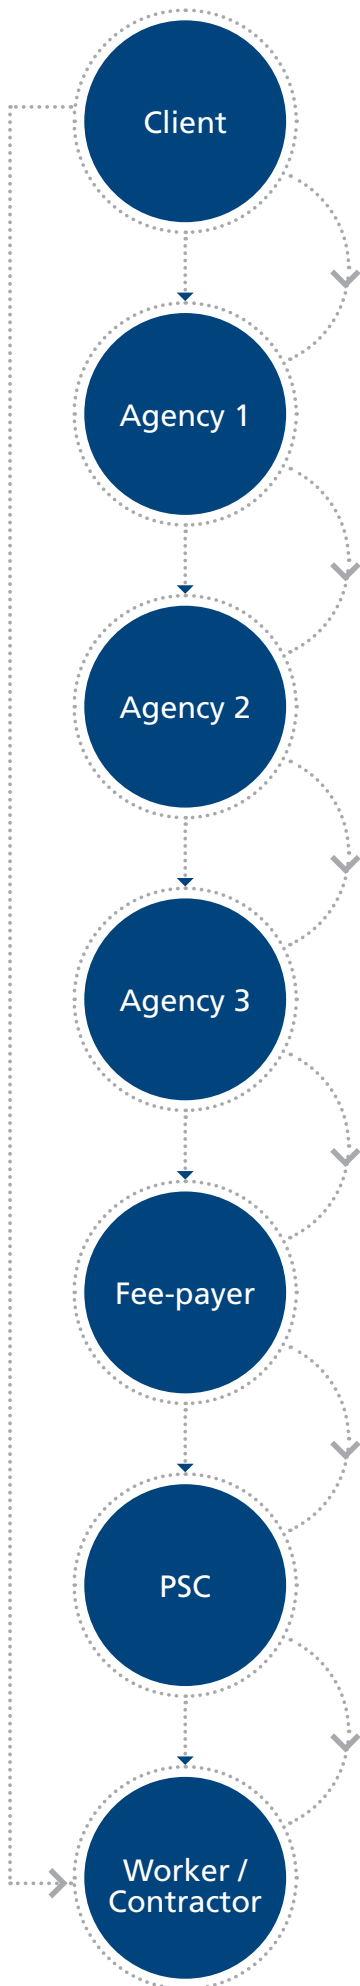 Client
Agency 1
Agency 2
Agency 3
Fee-payer
PSC
Worker /
Contractor